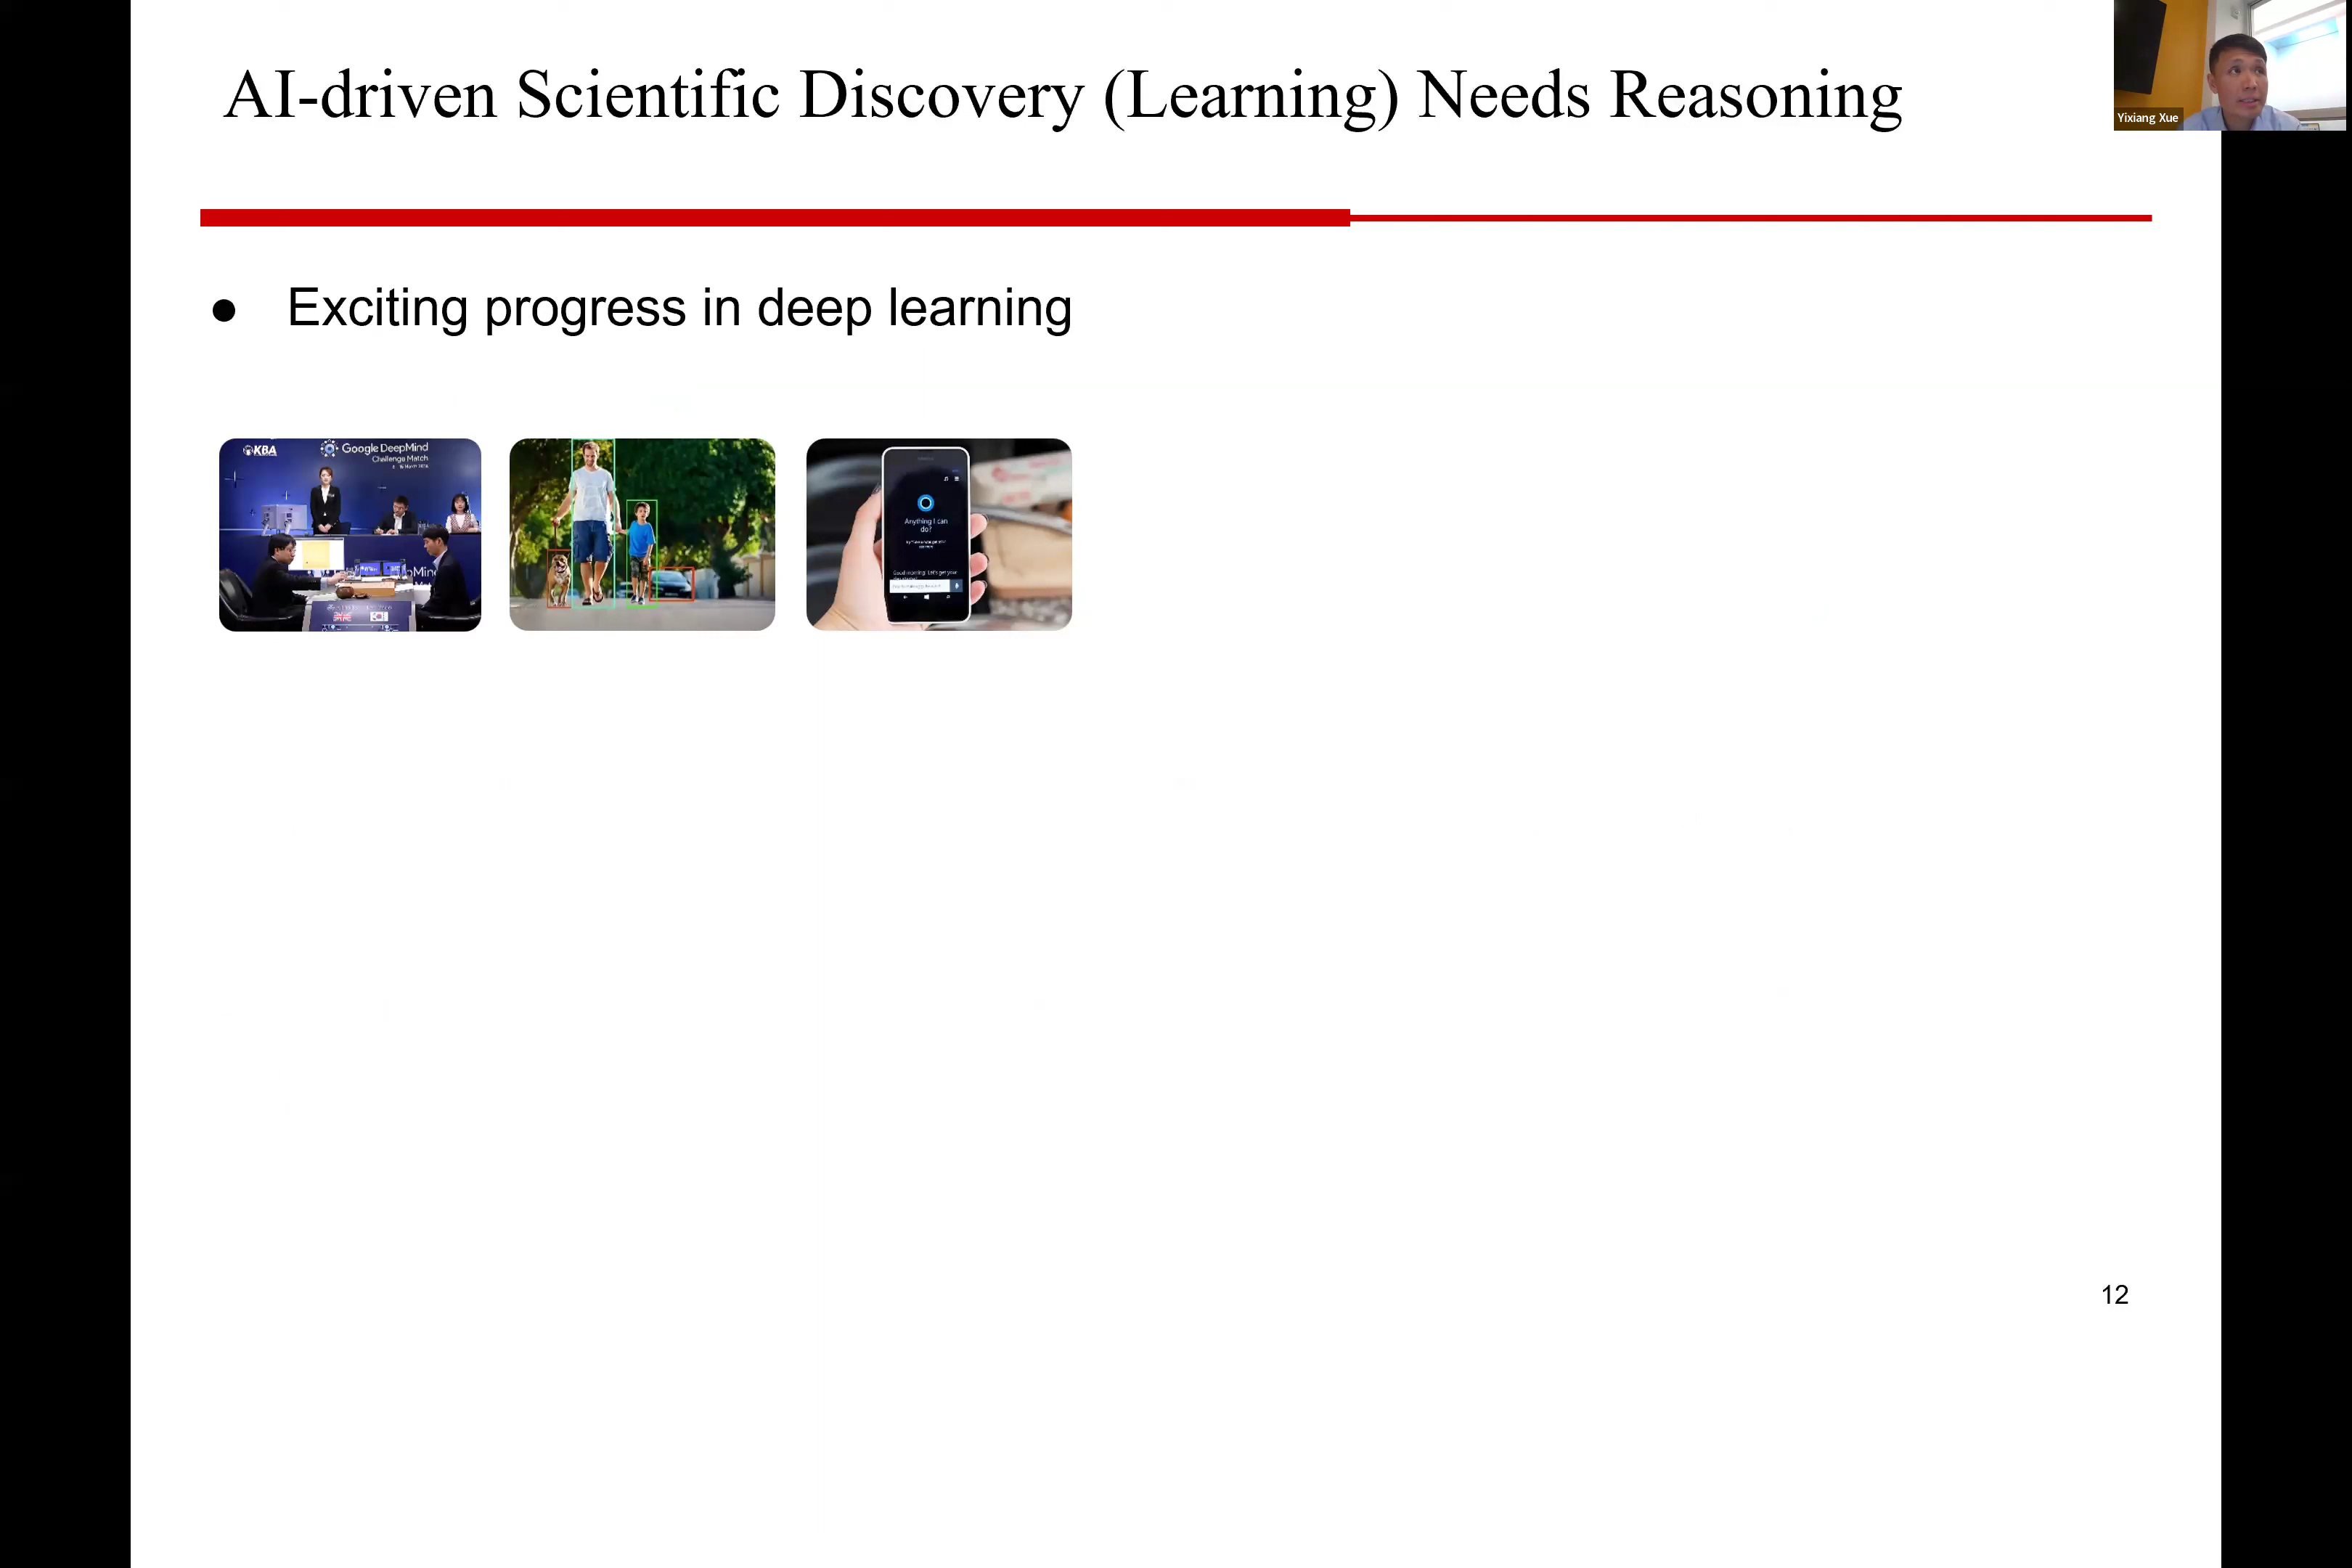 AI-driven Scientific Discovery (Learning) Needs Reasoning
Yixiang Xue
● Exciting progress in deep learning
KBA
Google DeepMind
Challenge Match
Anything I can
do?
12